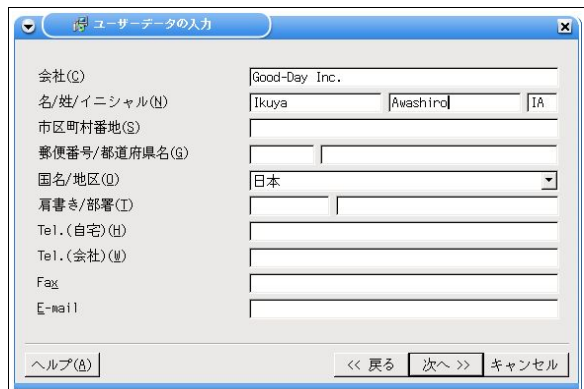 ユーザーデータの入力
会社(C) Good-Day Inc.
名/姓/イニシャル(N) Ikuya Awashiro IA
市区町村番地(S)
郵便番号/都道府県名(G)
国名/地区(O) 日本
肩書き/部署(T)
Tel.(自宅)(H)
Tel.(会社)(W)
Fax
E-mail
ヘルプ(A) << 戻る 次へ >> キャンセル